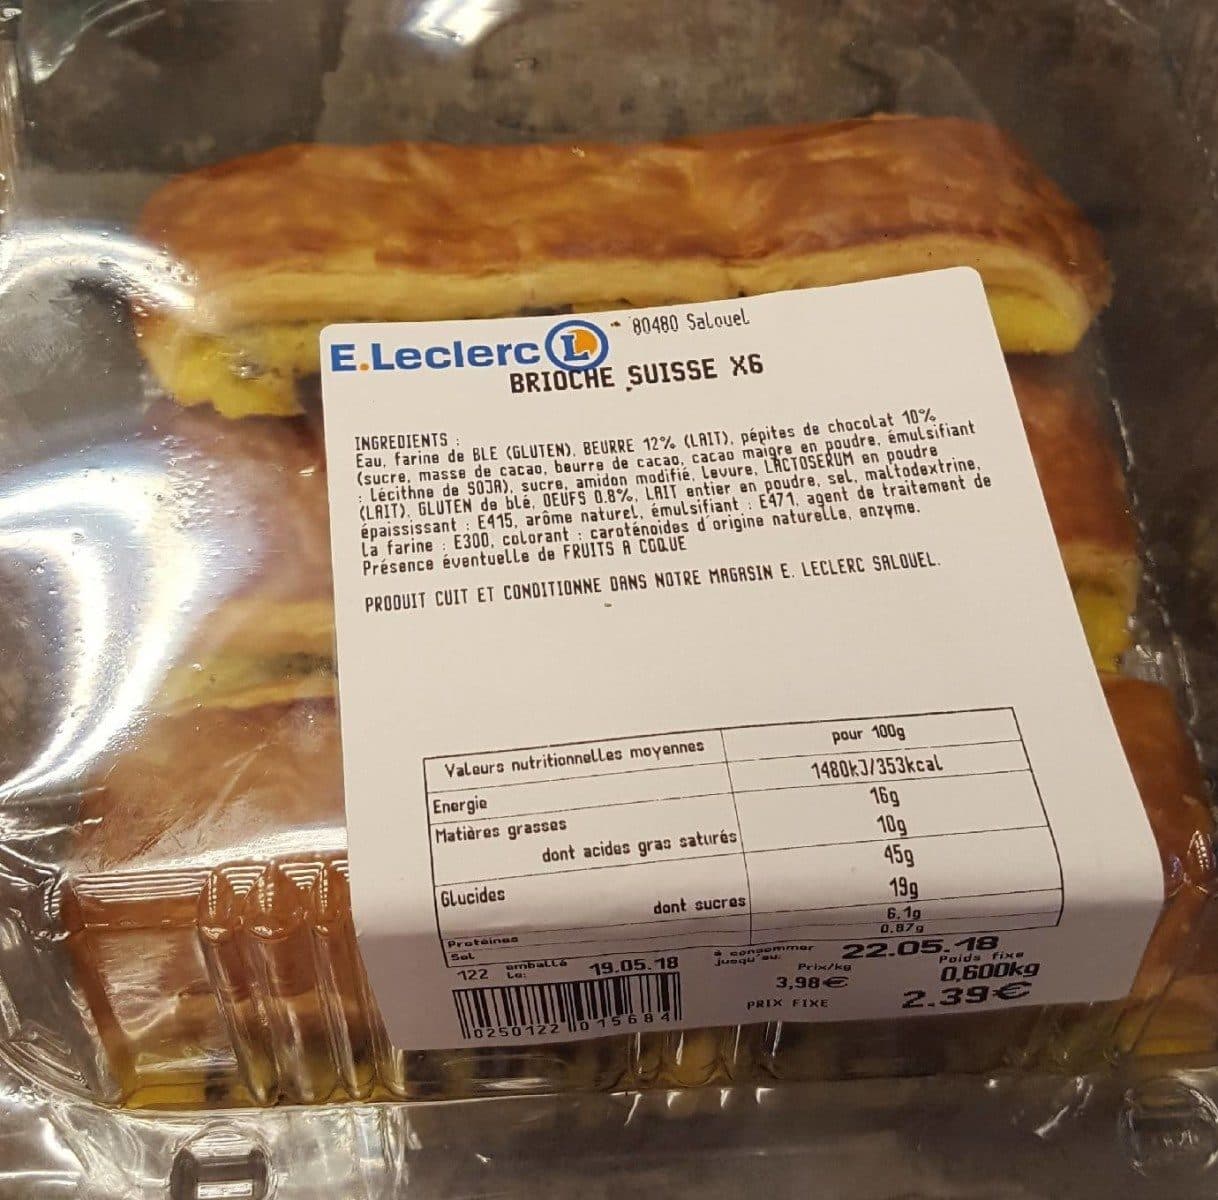 E.Leclerc L
80480 Salouel
BRIOCHE SUISSE X6
INGREDIENTS :
Eau, farine de BLE (GLUTEN), BEURRE 12% (LAIT), pépites de chocolat 10%
(sucre, masse de cacao, beurre de cacao, cacao maigre en poudre, émulsifiant
: Lécithne de SOJA), sucre, amidon modifié, Levure, LACTOSERUM en poudre
(LAIT), GLUTEN de blé, OEUFS 0.8%, LAIT entier en poudre, sel, maltodextrine,
épaississant : E415, arôme naturel, émulsifiant : E471, agent de traitement de
La farine : E300, colorant : caroténoides d'origine naturelle, enzyme.
Présence éventuelle de FRUITS A COQUE
PRODUIT CUIT ET CONDITIONNE DANS NOTRE MAGASIN E. LECLERC SALOUEL.
Valeurs nutritionnelles moyennes pour 100g
Energie 1480kJ/353kcal
Matières grasses 16g
dont acides gras saturés 10g
Glucides 45g
dont sucres 19g
Protéines 6,1g
Sel 0,87g
122 emballé Le: 19.05.18
à consommer jusqu'au: 22.05.18
Prix/kg Poids fixe
3,98€ 0,600kg
PRIX FIXE 2.39€
0250122 015684